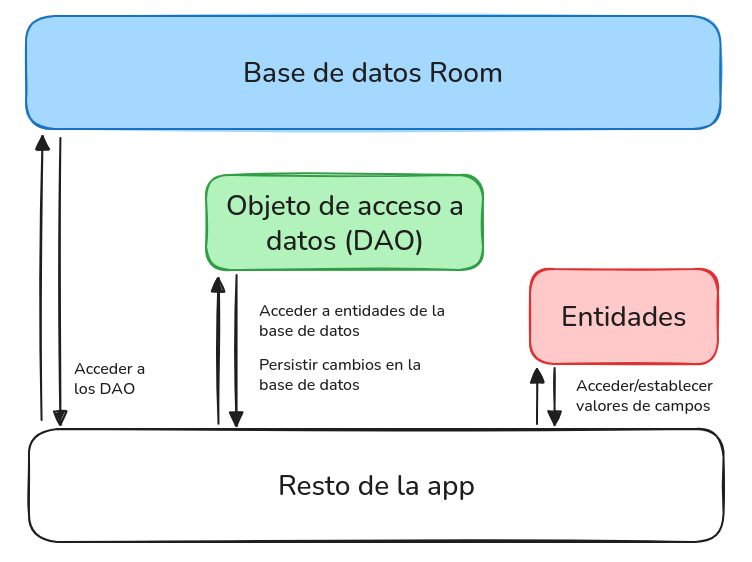 Base de datos Room
Objeto de acceso a
datos (DAO)
Entidades
Acceder a entidades de la
base de datos
Persistir cambios en la
base de datos
Acceder a
los DAO
Acceder/establecer
valores de campos
Resto de la app